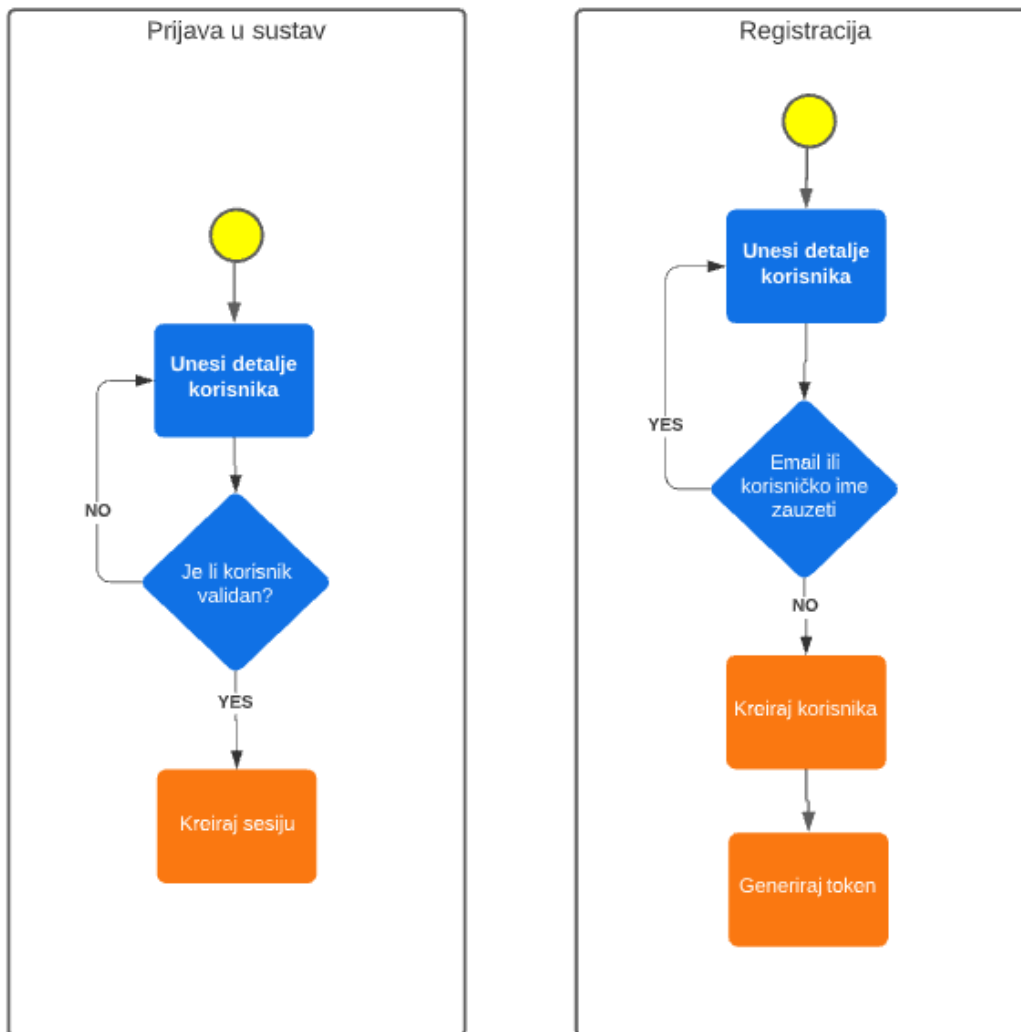 Prijava u sustav
Unesi detalje
korisnika
NO
Je li korisnik
validan?
YES
Kreiraj sesiju
Registracija
Unesi detalje
korisnika
YES
Email ili
korisničko ime
zauzeti
NO
Kreiraj korisnika
Generiraj token